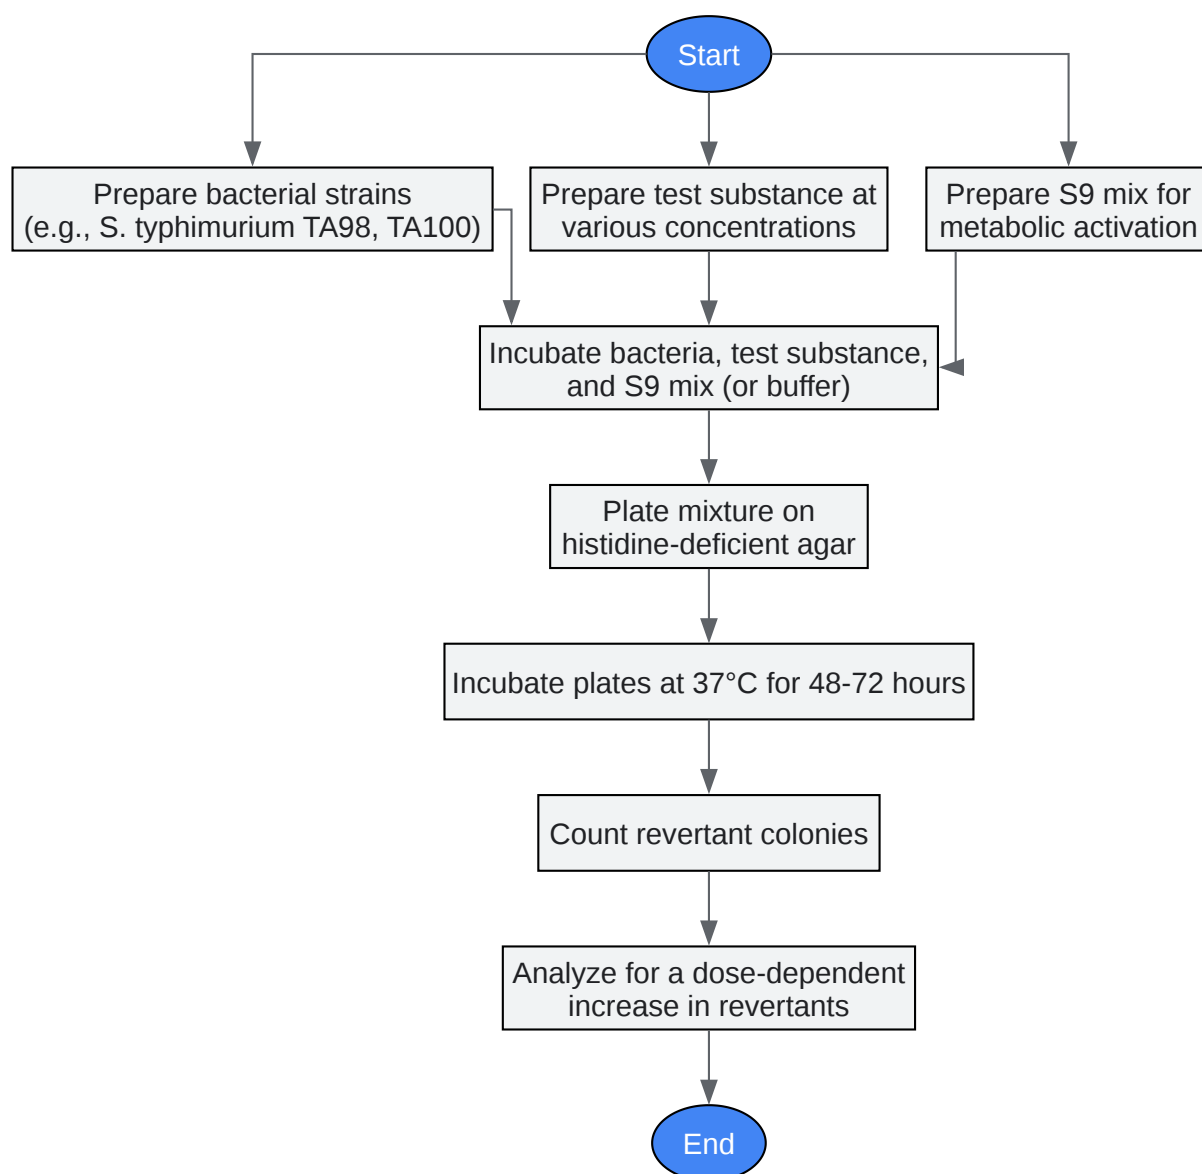 Start
Prepare bacterial strains
(e.g., S. typhimurium TA98, TA100)
Prepare test substance at
various concentrations
Prepare S9 mix for
metabolic activation
Incubate bacteria, test substance,
and S9 mix (or buffer)
Plate mixture on
histidine-deficient agar
Incubate plates at 37°C for 48-72 hours
Count revertant colonies
Analyze for a dose-dependent
increase in revertants
End